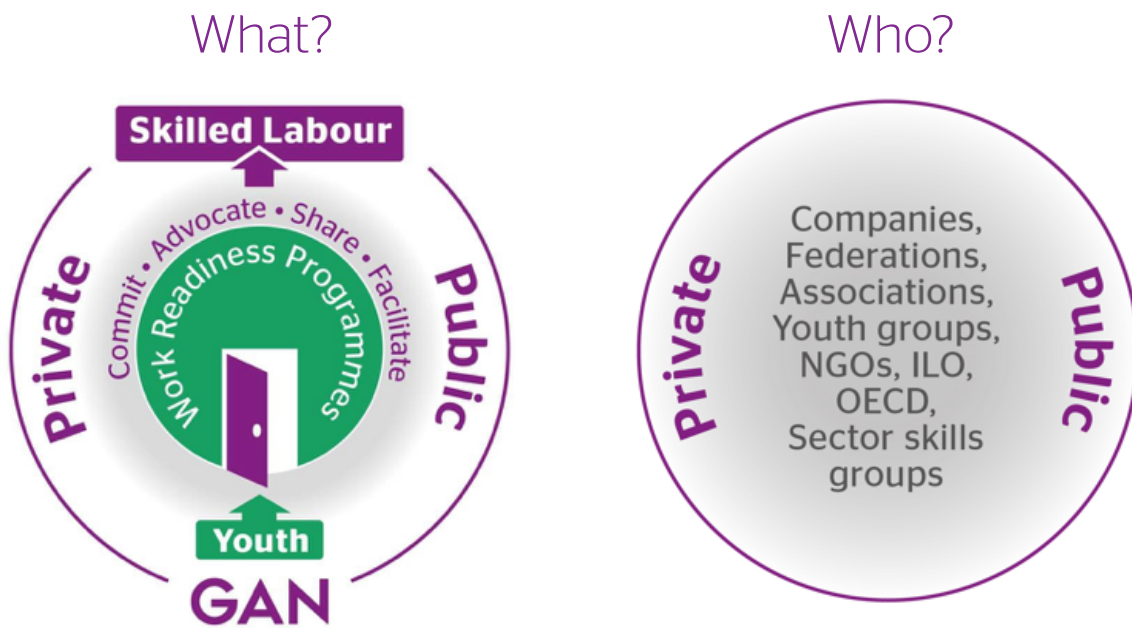 What?
Skilled Labour
Commit • Advocate • Share • Facilitate
Work Readiness Programmes
Private
Public
Youth
GAN
Who?
Private
Companies,
Federations,
Associations,
Youth groups,
NGOs, ILO,
OECD,
Sector skills
groups
Public